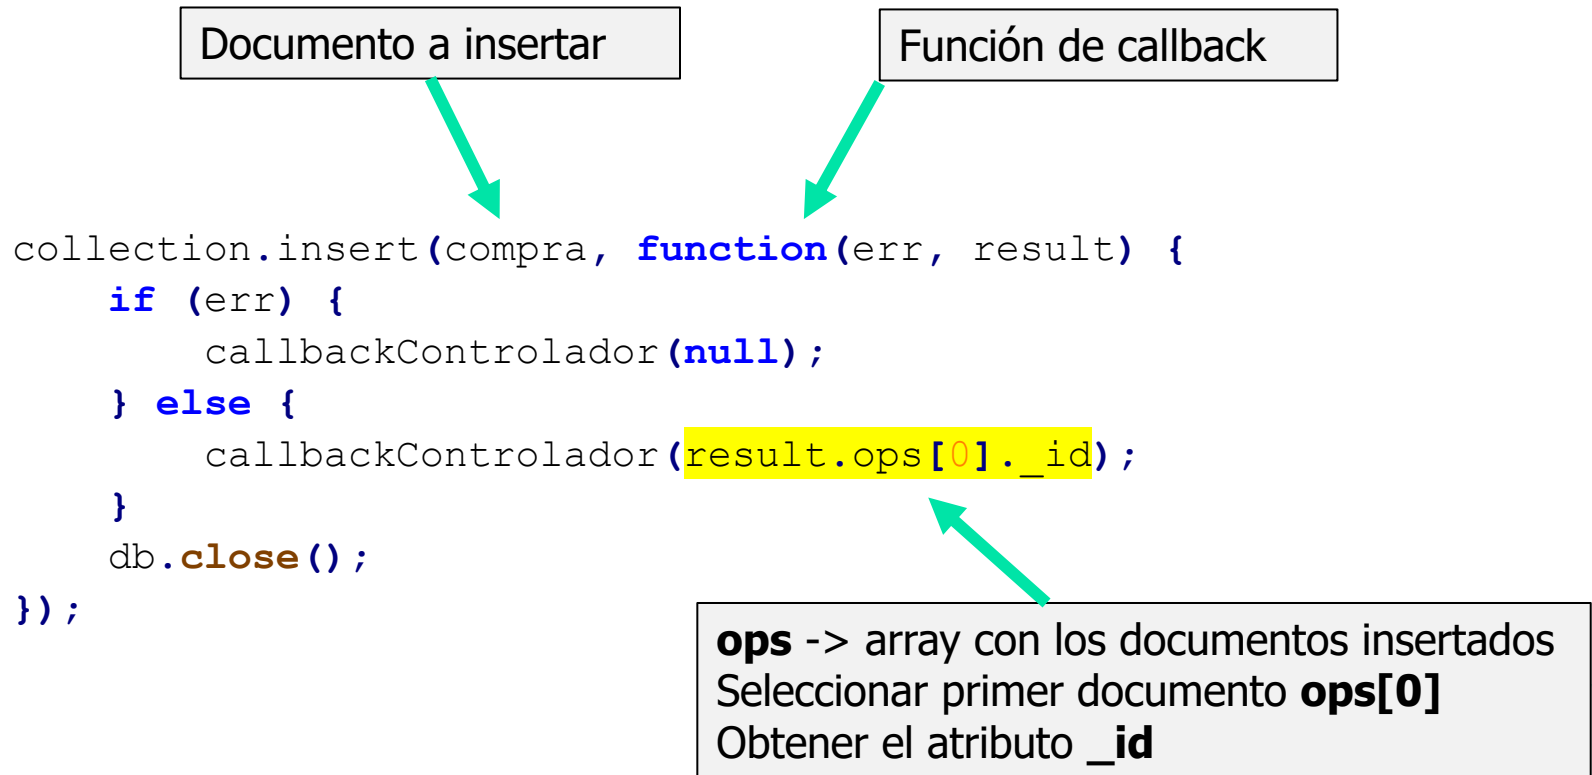 Documento a insertar
Función de callback
collection.insert(compra, function(err, result) {
    if (err) {
        callbackControlador(null);
    } else {
        callbackControlador(result.ops[0]._id);
    }
    db.close();
});
ops -> array con los documentos insertados
Seleccionar primer documento ops[0]
Obtener el atributo _id